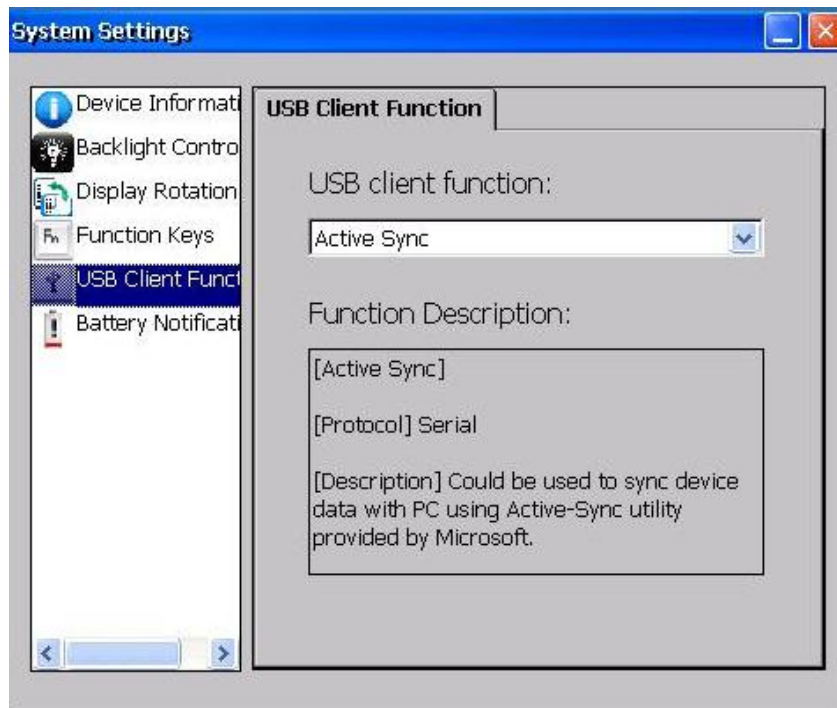 System Settings
Device Informati
Backlight Contro
Display Rotation
Fn Function Keys
USB Client Funct
Battery Notificati
USB Client Function
USB client function:
Active Sync
Function Description:
[Active Sync]
[Protocol] Serial
[Description] Could be used to sync device
data with PC using Active-Sync utility
provided by Microsoft.